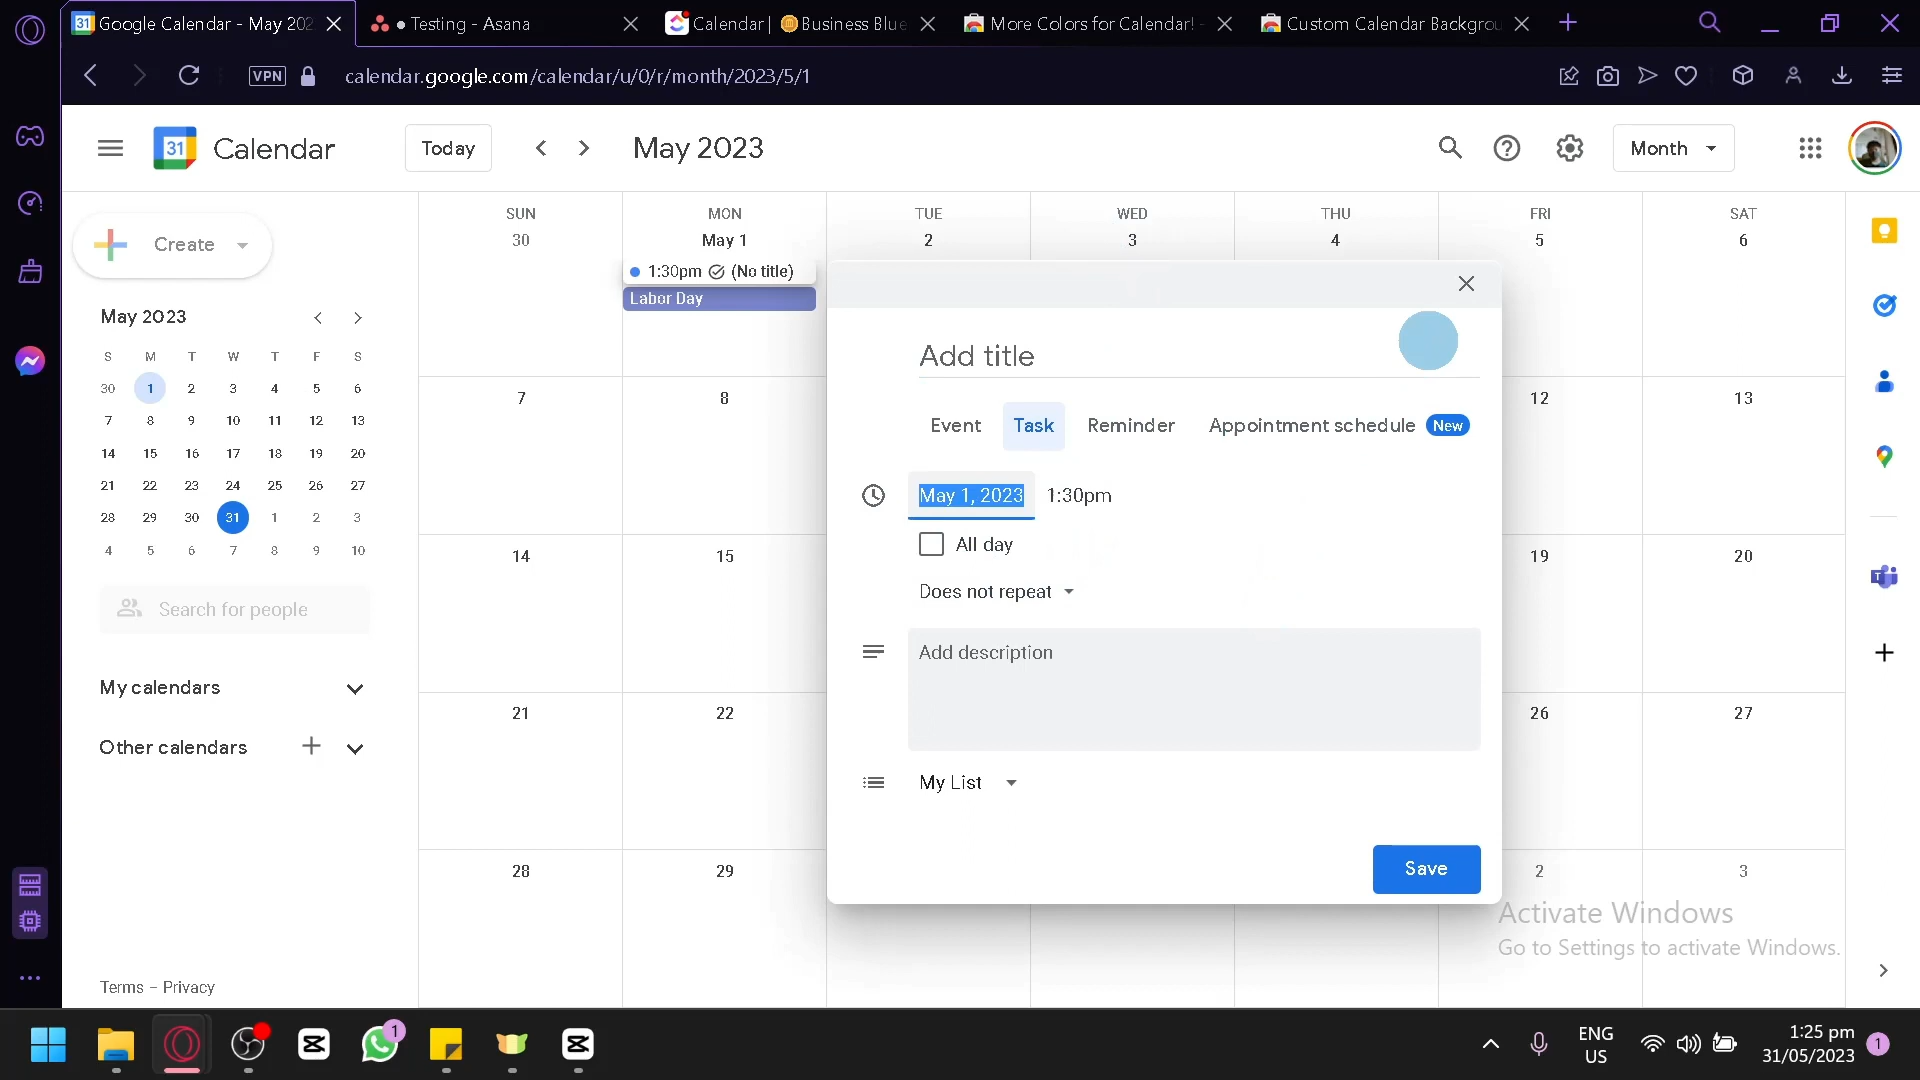 Google Calendar - May 202
● Testing - Asana
Calendar | Business Blue
More Colors for Calendar! -
Custom Calendar Backgrou
VPN
calendar.google.com/calendar/u/0/r/month/2023/5/1
31
Calendar
Today
May 2023
Month
Create
May 2023
S M T W T F S
30 1 2 3 4 5 6
7 8 9 10 11 12 13
14 15 16 17 18 19 20
21 22 23 24 25 26 27
28 29 30 31 1 2 3
4 5 6 7 8 9 10
Search for people
My calendars
Other calendars
Terms – Privacy
SUN MON TUE WED THU FRI SAT
30 May 1 2 3 4 5 6
1:30pm (No title)
Labor Day
7 8 12 13
14 15 19 20
21 22 26 27
28 29 2 3
Add title
Event Task Reminder Appointment schedule New
May 1, 2023 1:30pm
All day
Does not repeat
Add description
My List
Save
Activate Windows
Go to Settings to activate Windows.
1
ENG
US
1:25 pm
31/05/2023
1